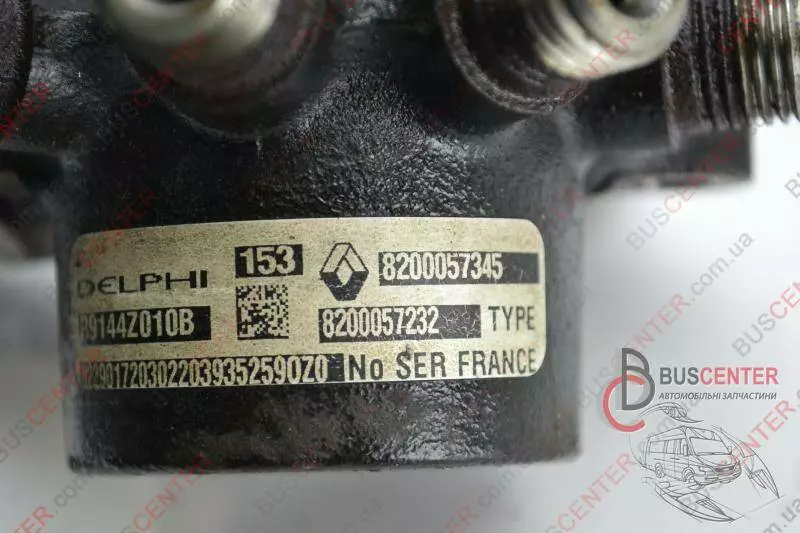 DELPHI 153 8200057345
R9144Z010B 8200057232 TYPE
No SER FRANCE
BUSCENTER
АВТОМОБІЛЬНІ ЗАПЧАСТИНИ